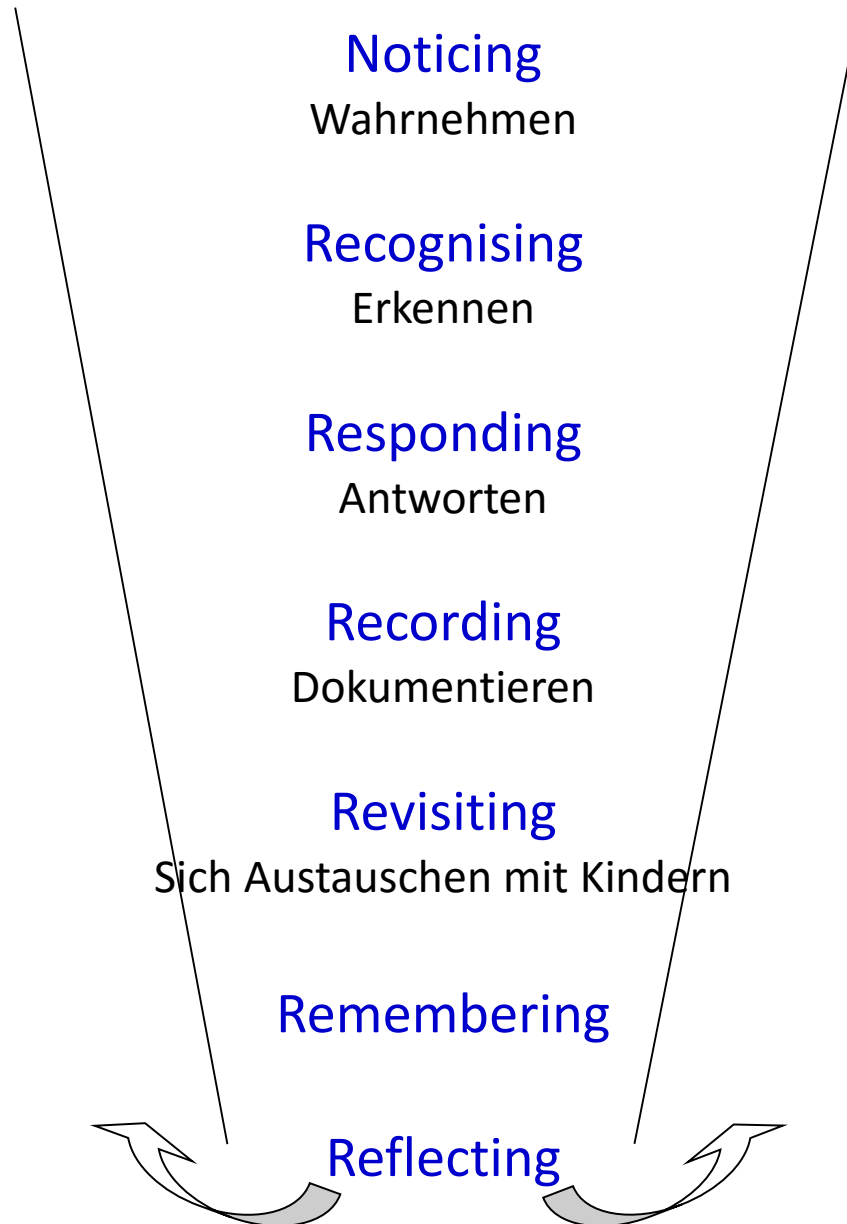 Noticing
Wahrnehmen
Recognising
Erkennen
Responding
Antworten
Recording
Dokumentieren
Revisiting
Sich Austauschen mit Kindern
Remembering
Reflecting